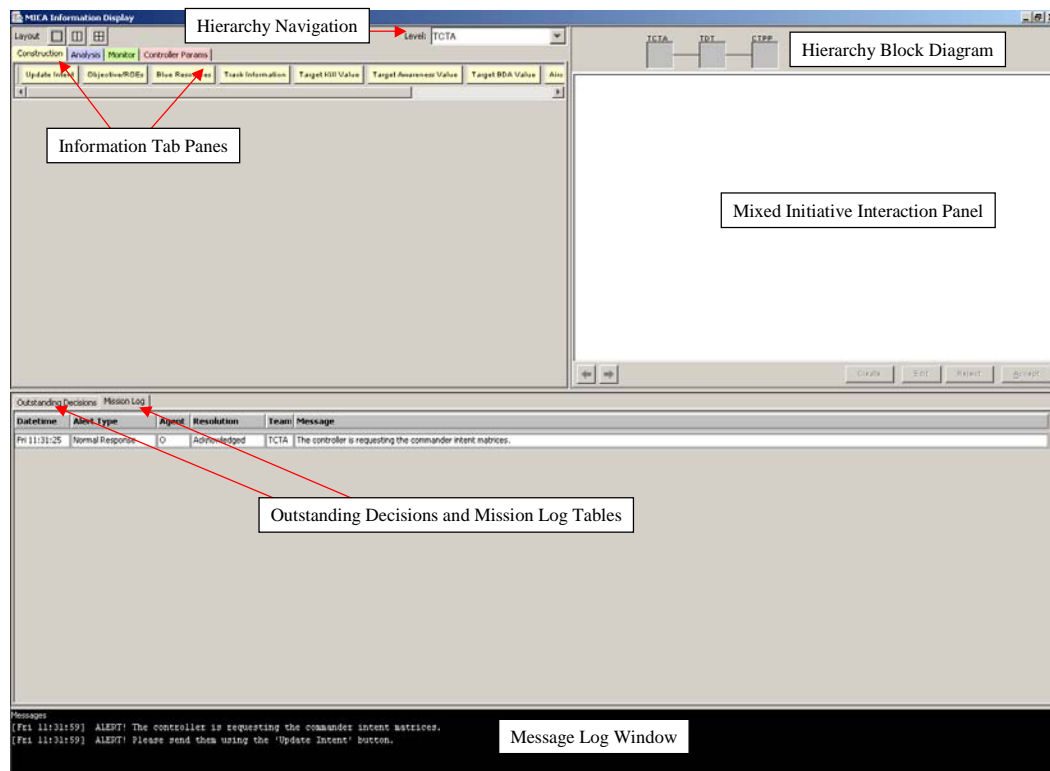 MICA Information Display
Hierarchy Navigation
Layout
Level: TCTA
Construction Analysis Monitor Controller Params
Update Intent Objective/ROEs Blue Resources Track Information Target Kill Value Target Awareness Value Target BDA Value
Information Tab Panes
TCTA TDT CTPP
Hierarchy Block Diagram
Mixed Initiative Interaction Panel
Create Edit Reject Accept
Outstanding Decisions Mission Log
Datetime Alert Type Agent Resolution Team Message
Fri 11:31:25 Normal Response O Acknowledged TCTA The controller is requesting the commander intent matrices.
Outstanding Decisions and Mission Log Tables
Messages
[Fri 11:31:59] ALERT! The controller is requesting the commander intent matrices.
[Fri 11:31:59] ALERT! Please send them using the 'Update Intent' button.
Message Log Window